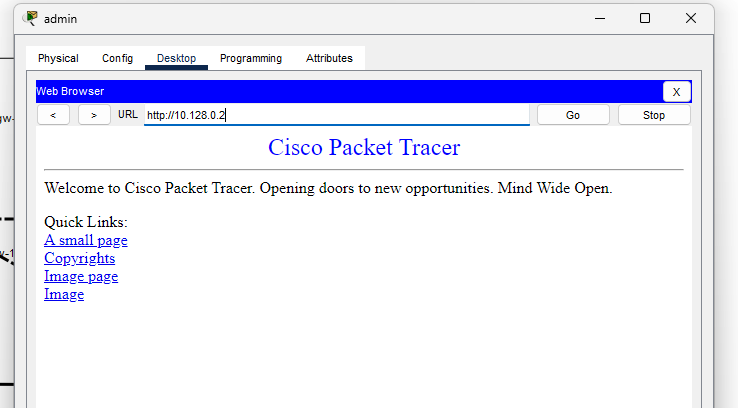 admin
Physical Config Desktop Programming Attributes
Web Browser X
gw-
< > URL http://10.128.0.2 Go Stop
Cisco Packet Tracer
Welcome to Cisco Packet Tracer. Opening doors to new opportunities. Mind Wide Open.
Quick Links:
A small page
Copyrights
w-1
Image page
Image